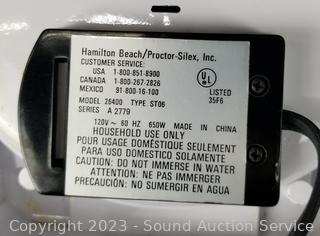 Hamilton Beach/Proctor-Silex, Inc.
CUSTOMER SERVICE:
USA 1-800-851-8900
CANADA 1-800-267-2826
MEXICO 91-800-16-100
UL
LISTED
35F6
MODEL 26400 TYPE ST06
SERIES A 2779
120V~ 60 HZ 650W MADE IN CHINA
HOUSEHOLD USE ONLY
POUR USAGE DOMESTIQUE SEULEMENT
PARA USO DOMESTICO SOLAMENTE
CAUTION: DO NOT IMMERSE IN WATER
ATTENTION: NE PAS IMMERSER
PRECAUCIÓN: NO SUMERGIR EN AGUA
Copyright 2023 - Sound Auction Service